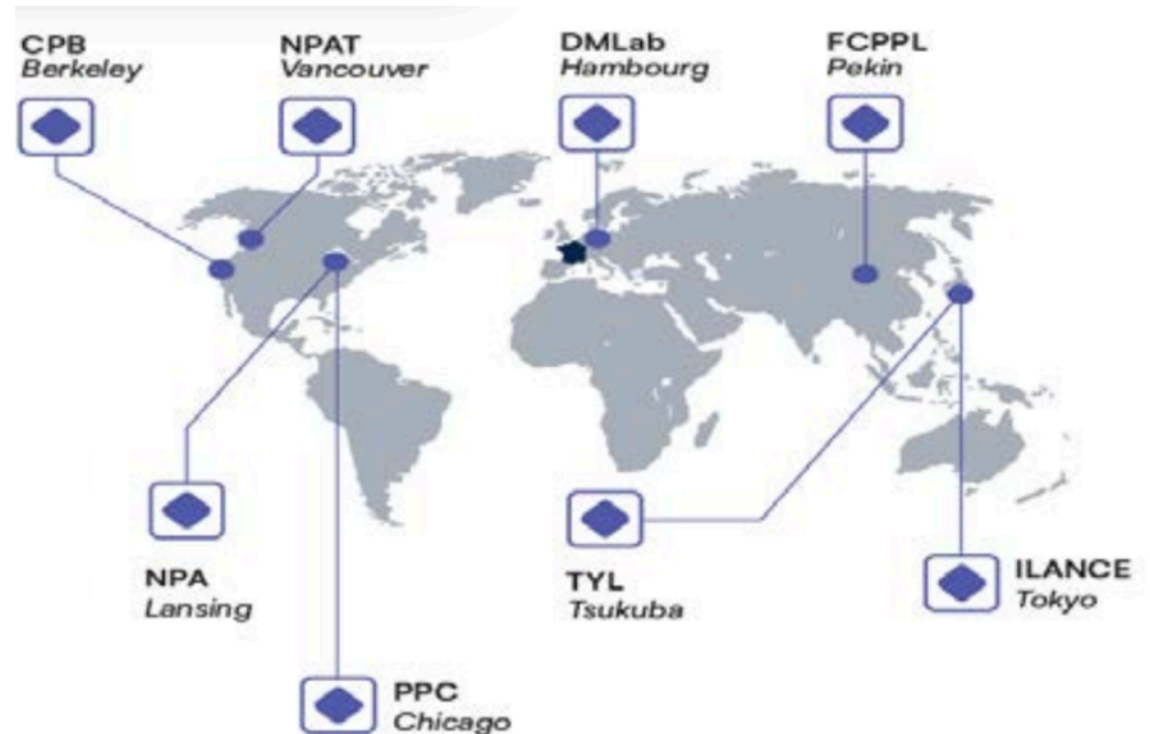 CPB
Berkeley
NPAT
Vancouver
DMLab
Hambourg
FCPPL
Pekin
NPA
Lansing
TYL
Tsukuba
ILANCE
Tokyo
PPC
Chicago